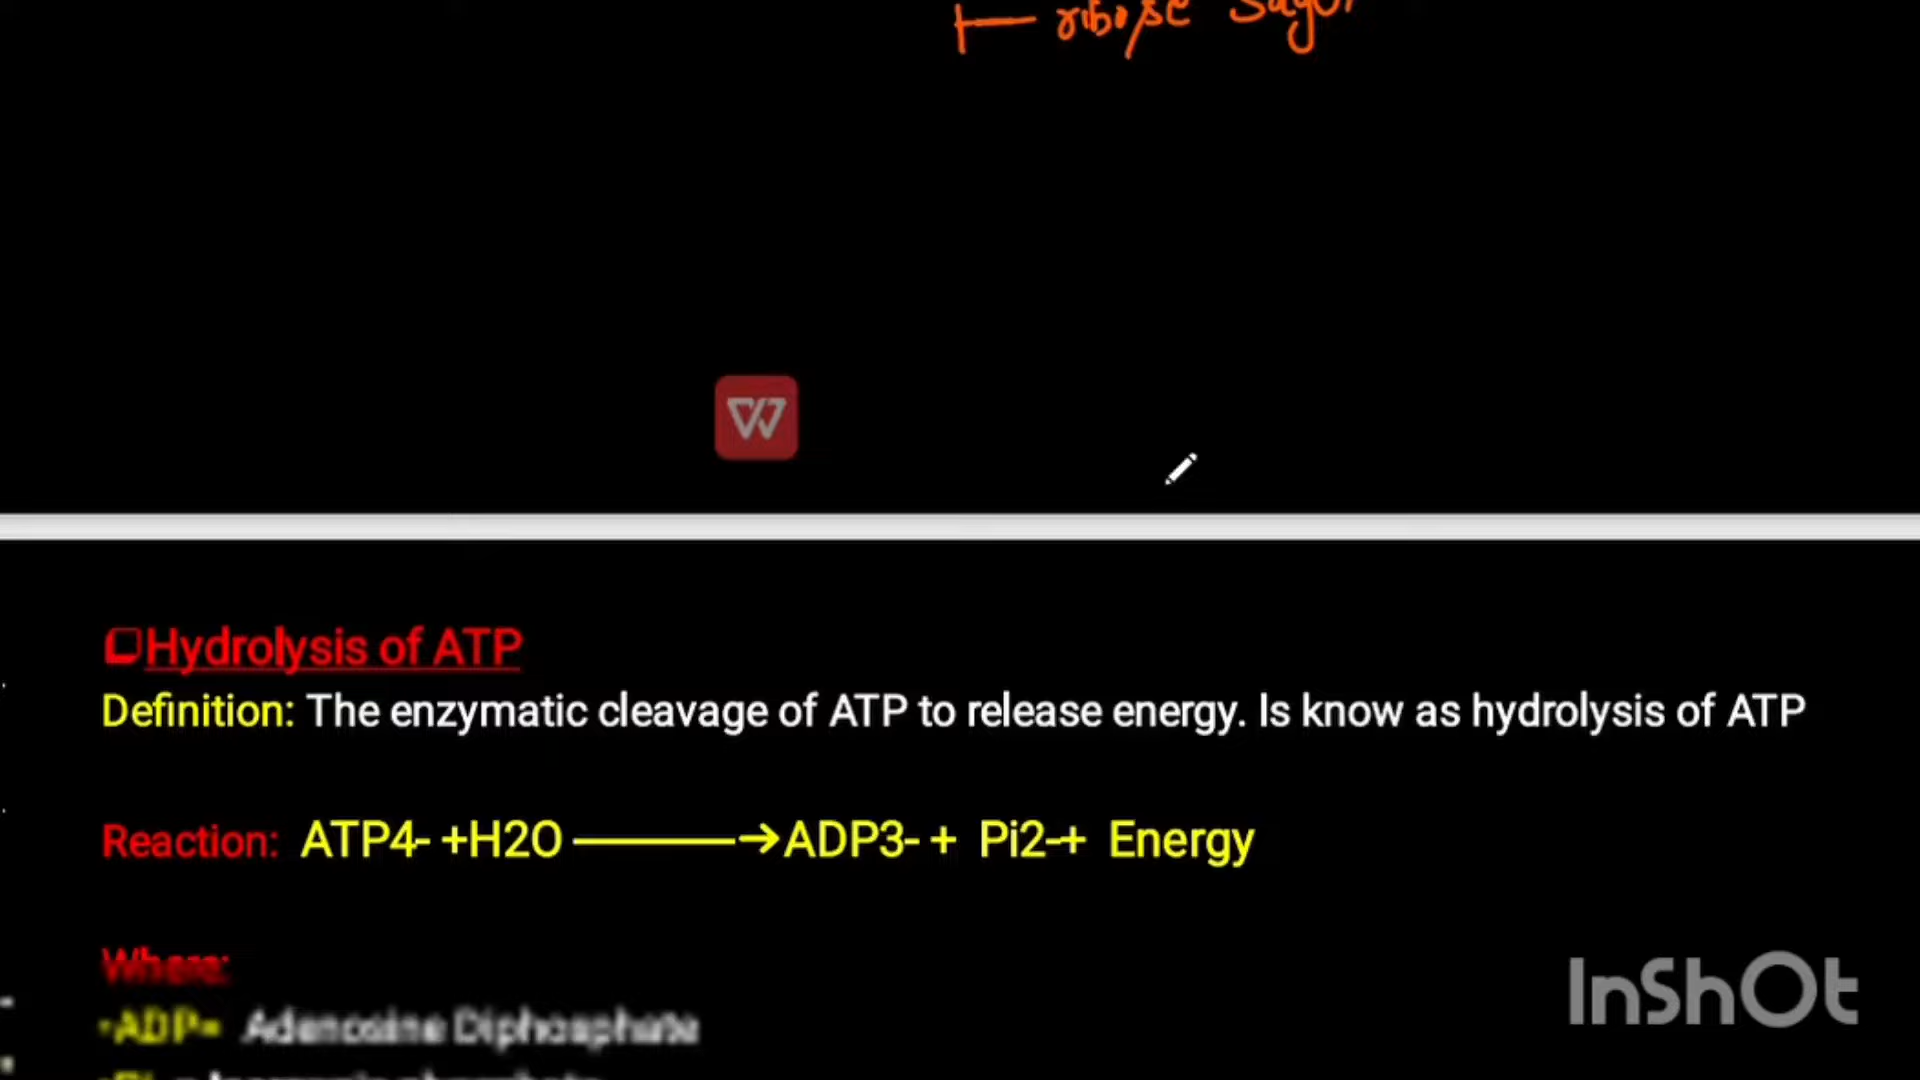 ribose sugar
Hydrolysis of ATP
Definition: The enzymatic cleavage of ATP to release energy. Is know as hydrolysis of ATP
Reaction: ATP4- +H2O ⟶ ADP3- + Pi2-+ Energy
Where:
•ADP= Adenosine Diphosphate
InShOt